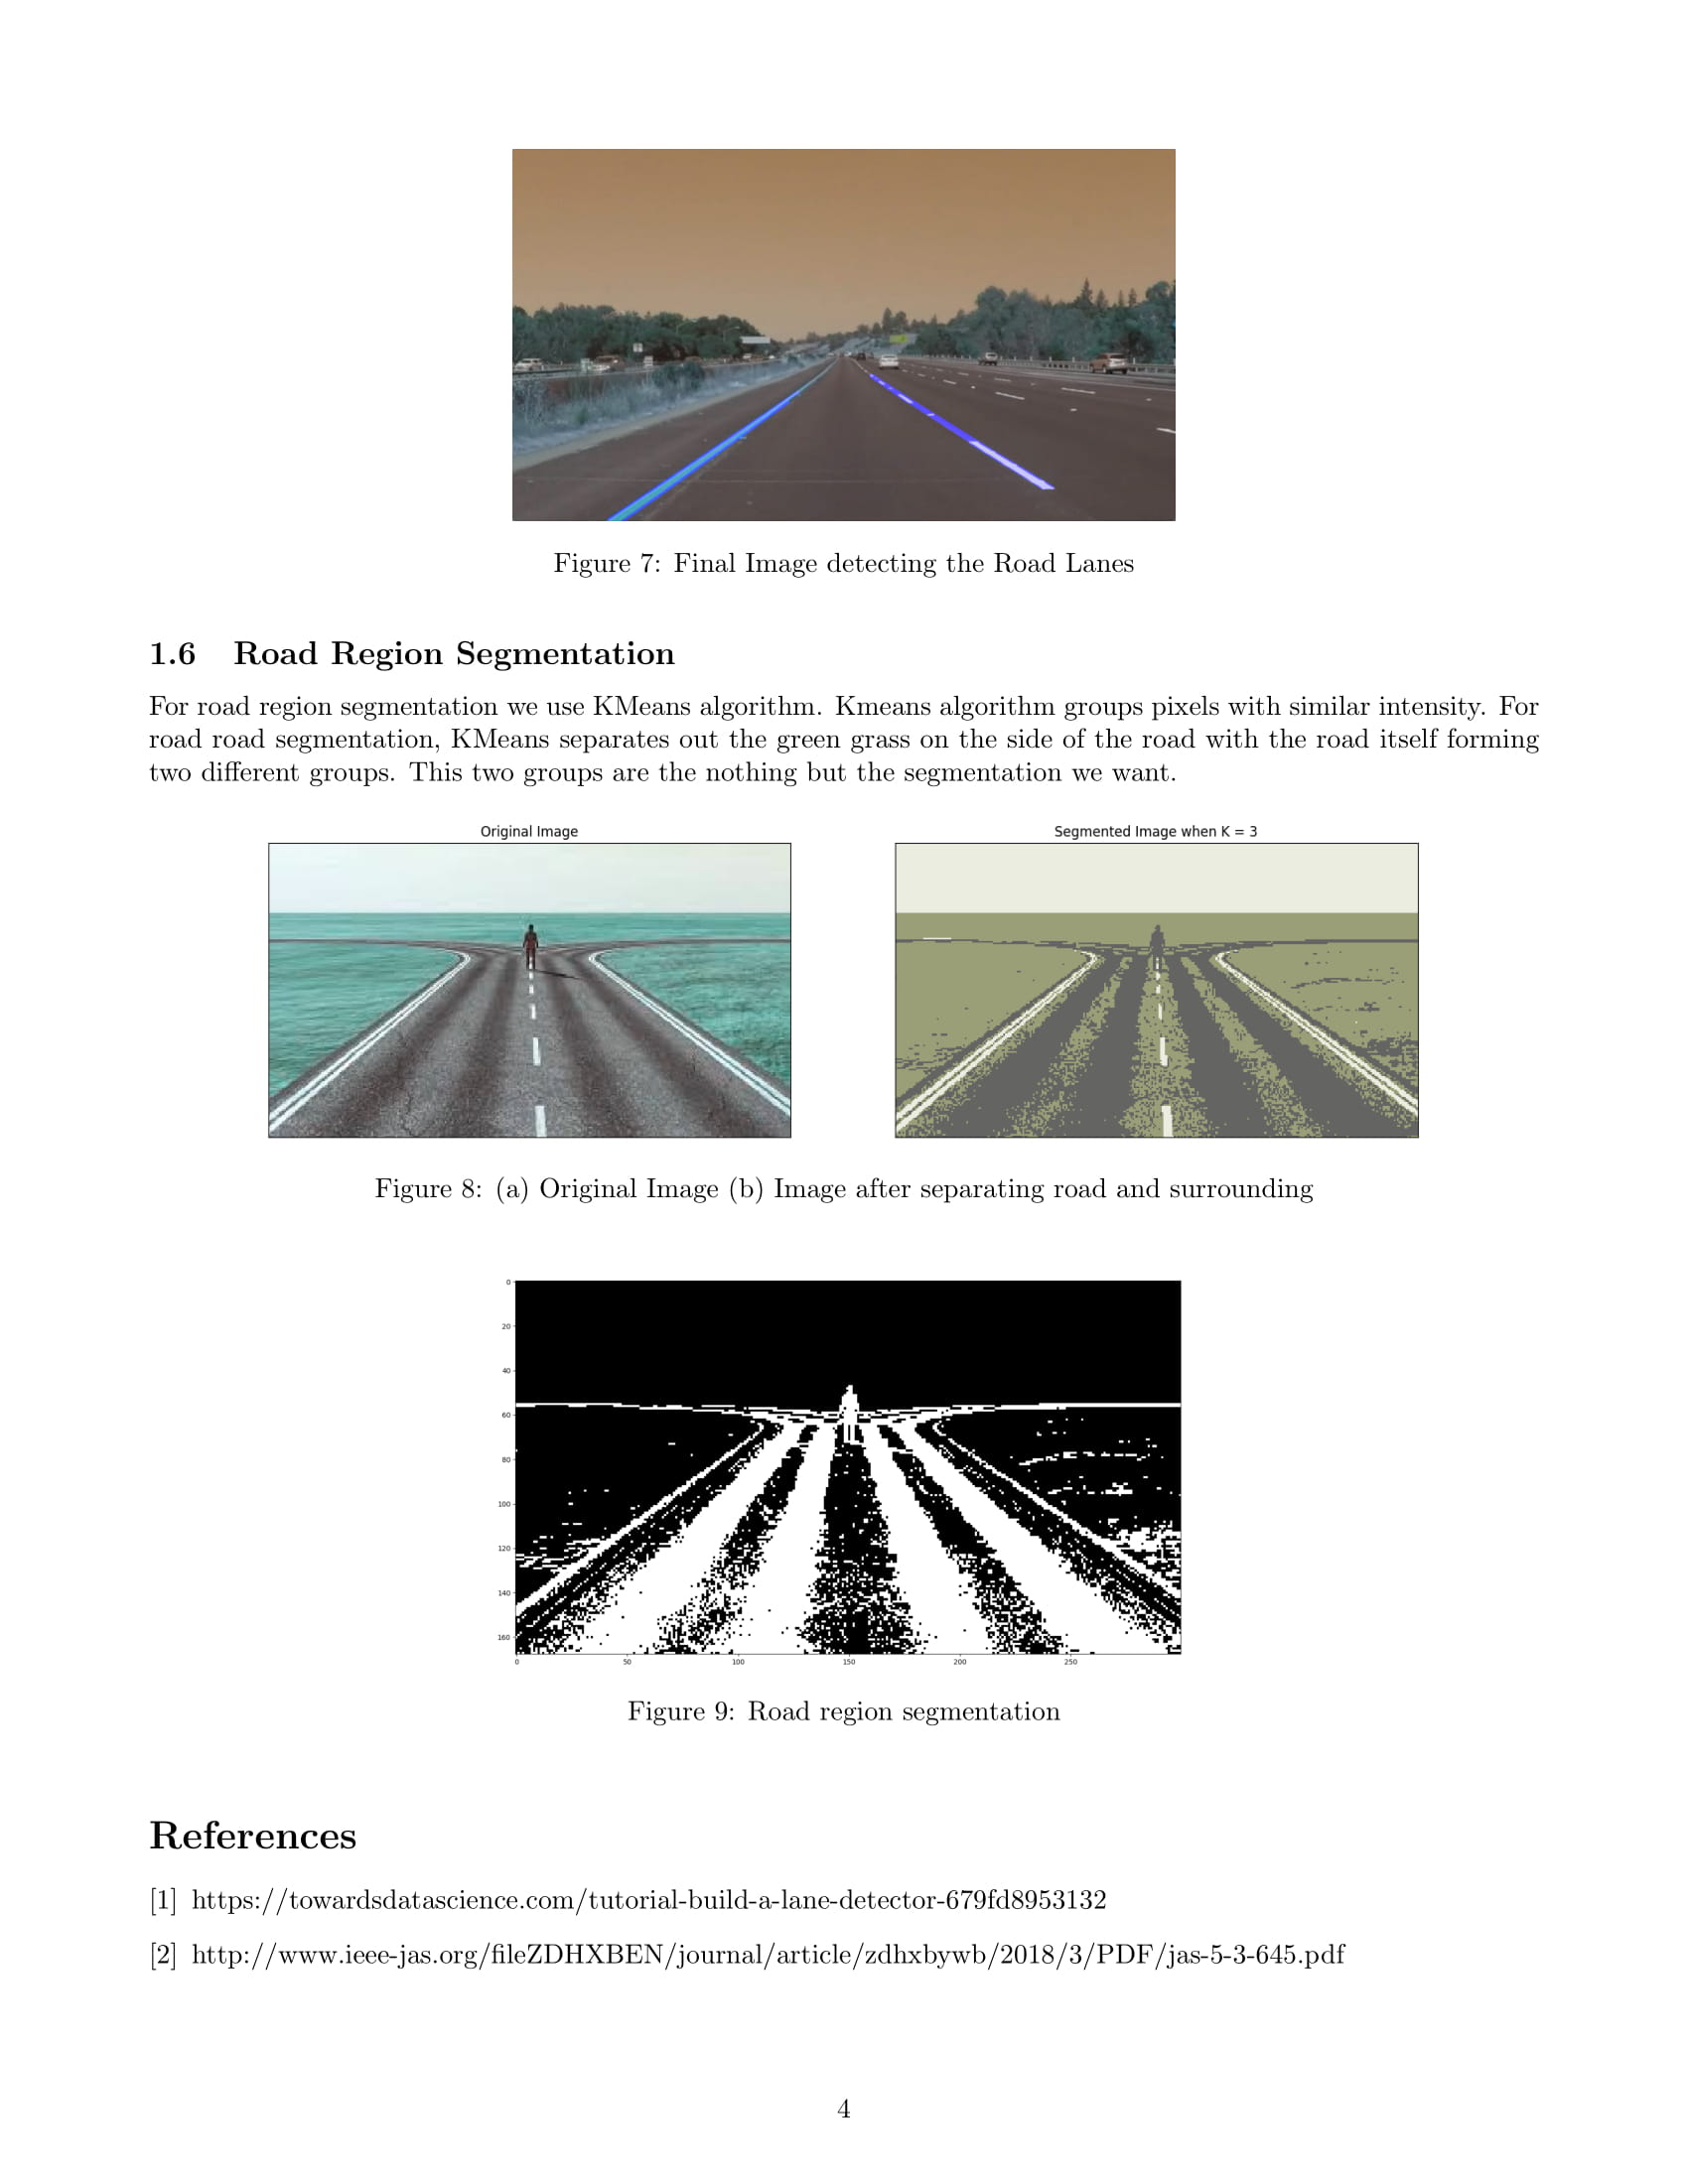 Figure 7: Final Image detecting the Road Lanes
1.6 Road Region Segmentation
For road region segmentation we use KMeans algorithm. Kmeans algorithm groups pixels with similar intensity. For
road road segmentation, KMeans separates out the green grass on the side of the road with the road itself forming
two different groups. This two groups are the nothing but the segmentation we want.
Original Image
Segmented Image when K = 3
Figure 8: (a) Original Image (b) Image after separating road and surrounding
0
20
40
60
80
100
120
140
160
0 50 100 150 200 250
Figure 9: Road region segmentation
References
[1] https://towardsdatascience.com/tutorial-build-a-lane-detector-679fd8953132
[2] http://www.ieee-jas.org/fileZDHXBEN/journal/article/zdhxbywb/2018/3/PDF/jas-5-3-645.pdf
4